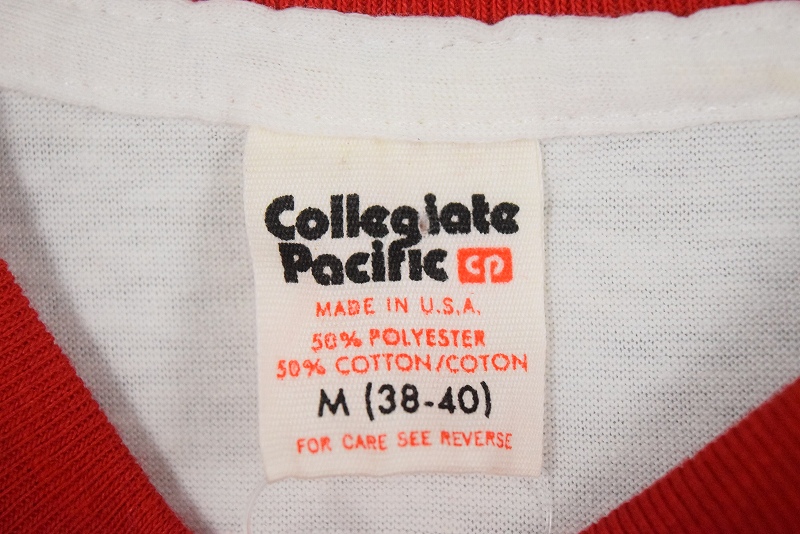 Collegiate
Pacific cp
MADE IN U.S.A.
50% POLYESTER
50% COTTON/COTON
M (38-40)
FOR CARE SEE REVERSE